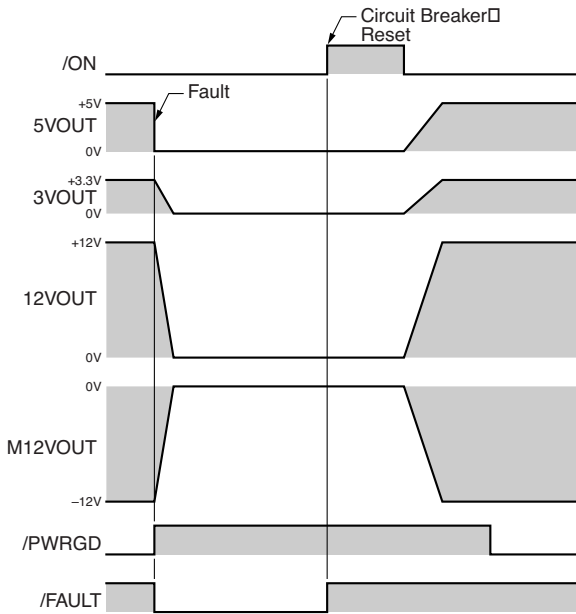 Circuit Breaker□
Reset
/ON
Fault
+5V
5VOUT
0V
+3.3V
3VOUT
0V
+12V
12VOUT
0V
0V
M12VOUT
–12V
/PWRGD
/FAULT